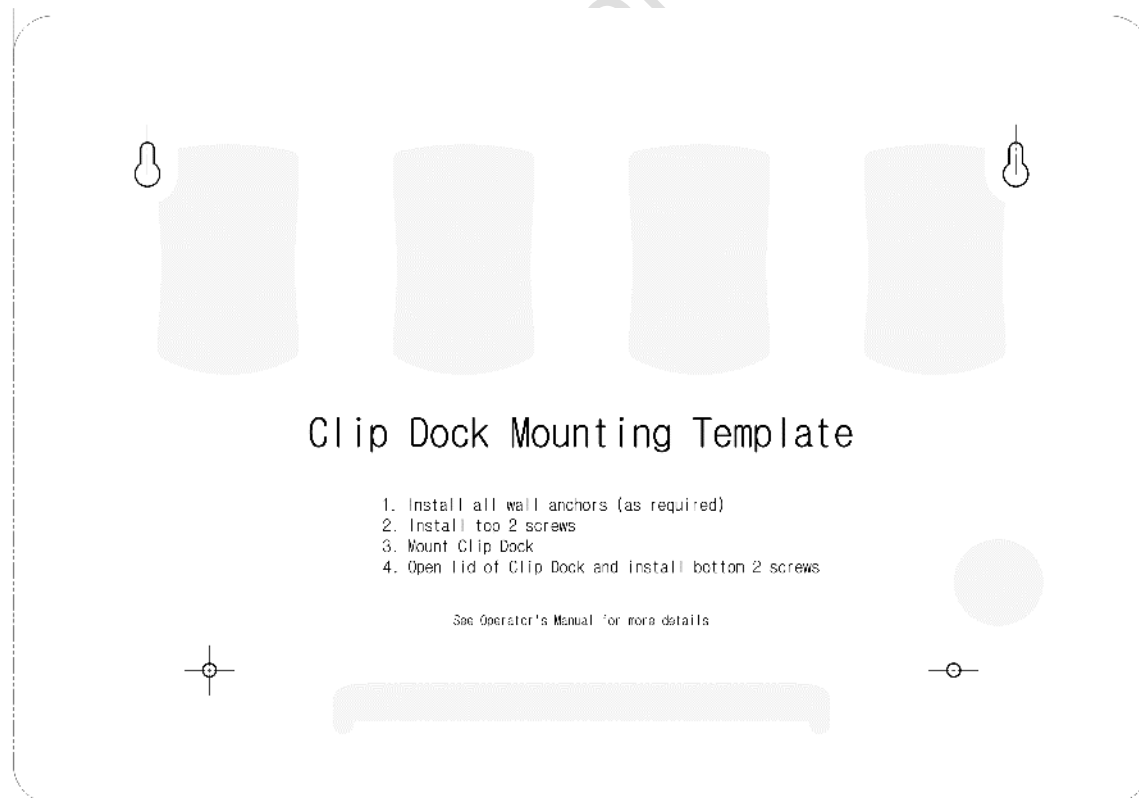 Clip Dock Mounting Template
1. Install all wall anchors (as required)
2. Install top 2 screws
3. Mount Clip Dock
4. Open lid of Clip Dock and install bottom 2 screws
See Operator's Manual for more details